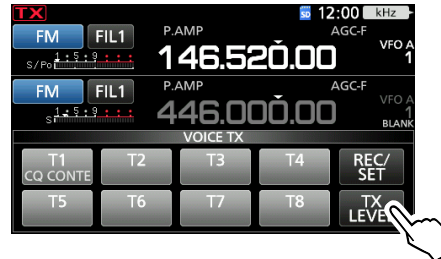 TX 12:00 kHz
FM FIL1 P.AMP AGC-F
146.520.00 VFO A
S/Po 1·5·9 1
FM FIL1 P.AMP AGC-F
446.000.00 VFO A
S 1·5·9 1
BLANK
VOICE TX
T1 T2 T3 T4 REC/
CQ CONTE SET
T5 T6 T7 T8 TX
LEVE